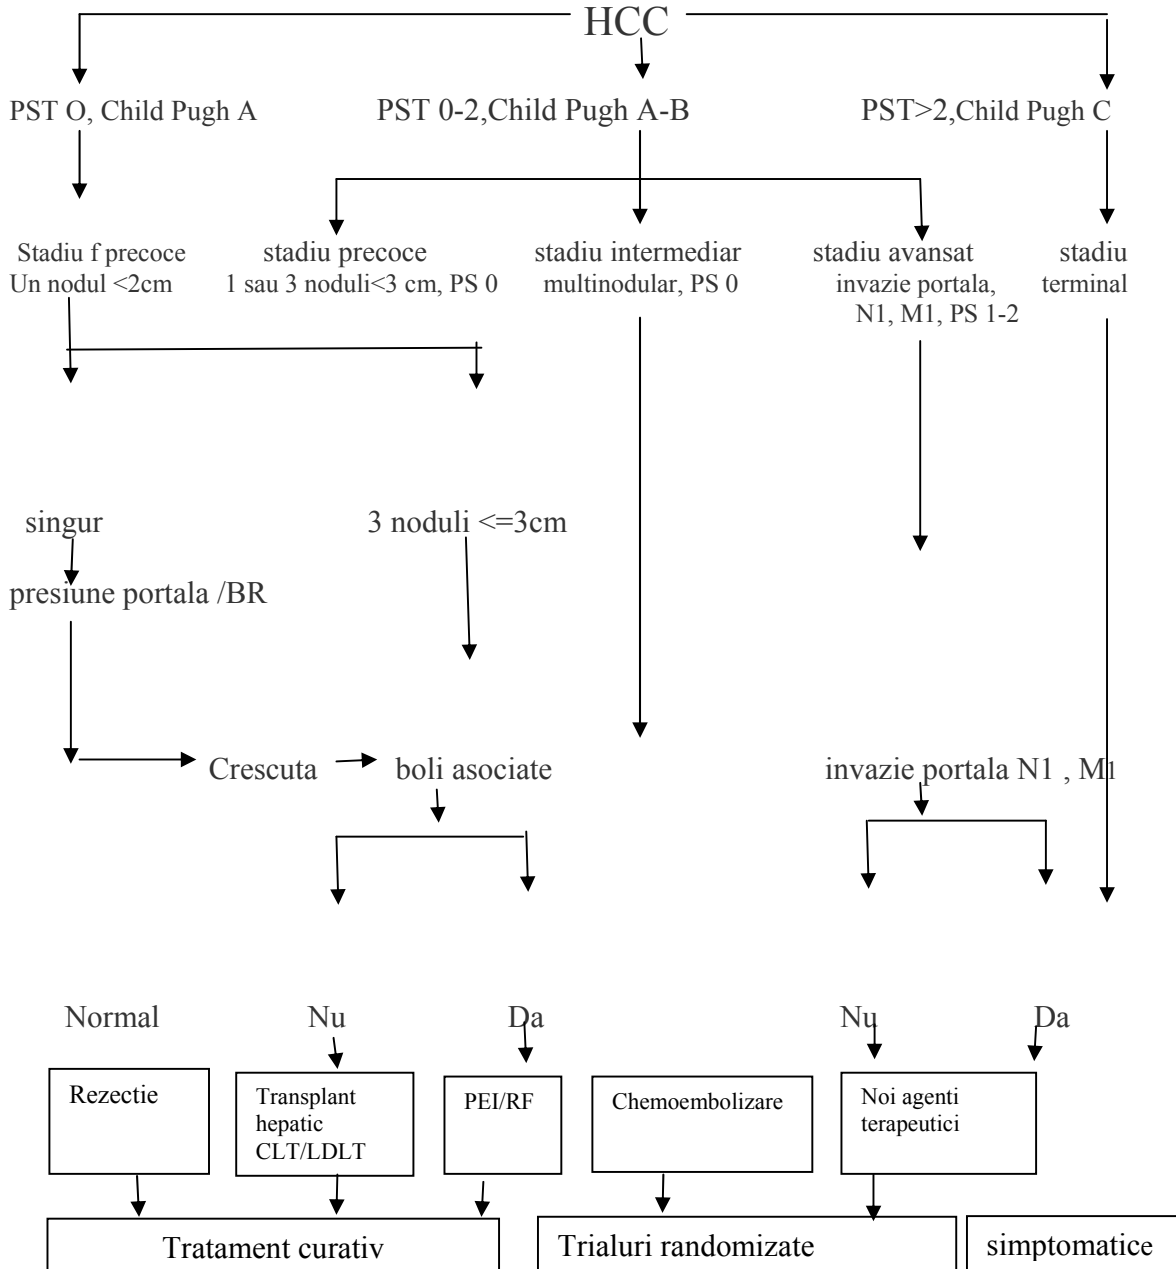 HCC
PST O, Child Pugh A
PST 0-2,Child Pugh A-B
PST>2,Child Pugh C
Stadiu f precoce
Un nodul <2cm
stadiu precoce
1 sau 3 noduli<3 cm, PS 0
stadiu intermediar
multinodular, PS 0
stadiu avansat
invazie portala,
N1, M1, PS 1-2
stadiu
terminal
singur
3 noduli <=3cm
presiune portala /BR
Crescuta
boli asociate
invazie portala N1 , M1
Normal
Nu
Da
Nu
Da
Rezectie
Transplant
hepatic
CLT/LDLT
PEI/RF
Chemoembolizare
Noi agenti
terapeutici
Tratament curativ
Trialuri randomizate
simptomatice